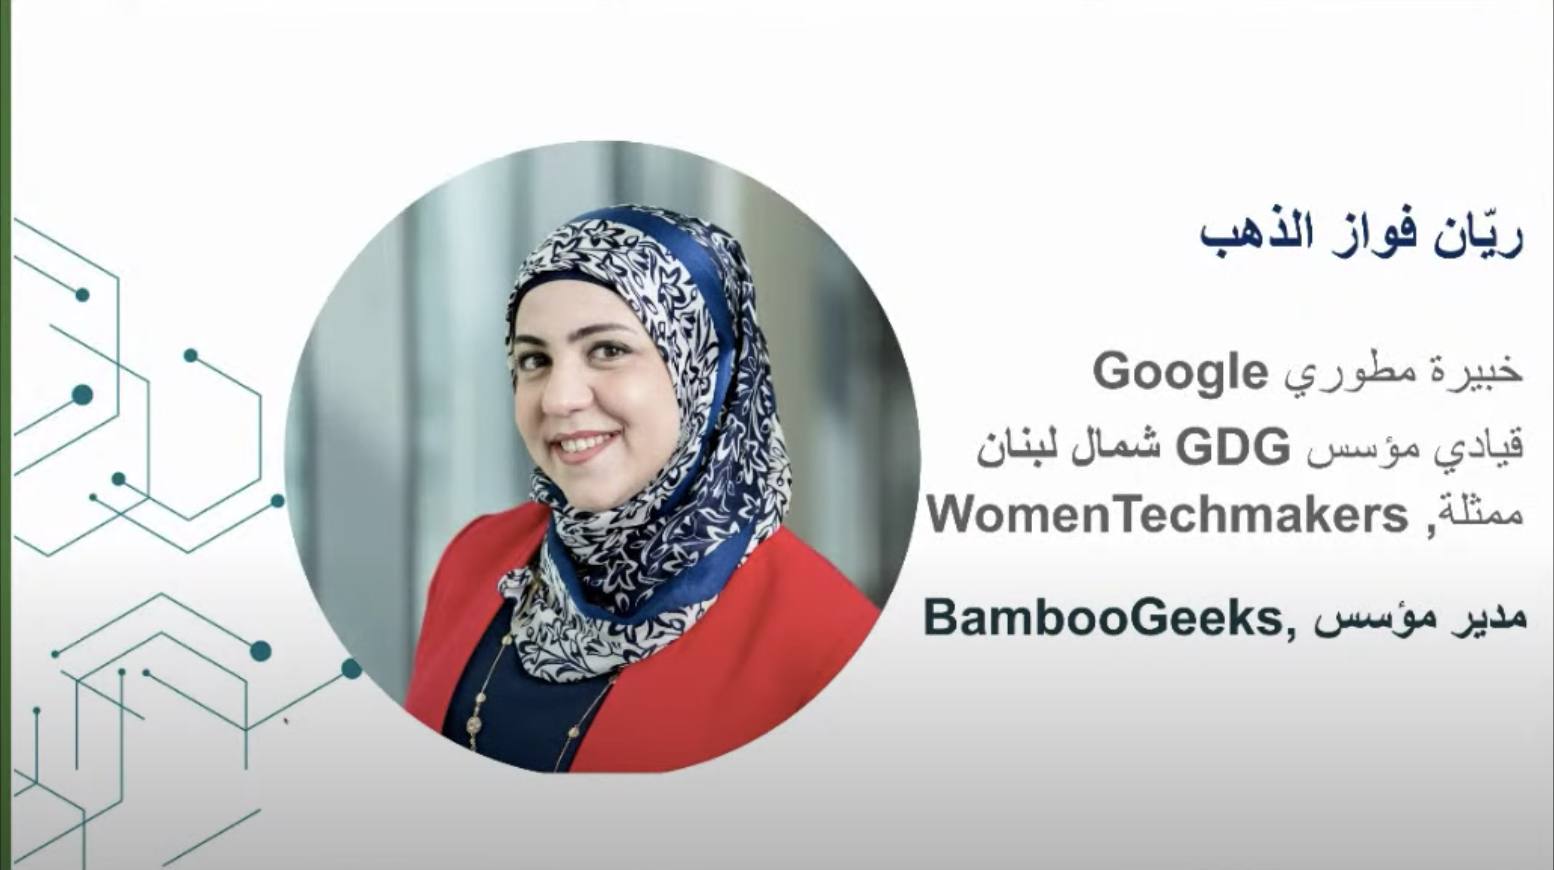 ريّان فواز الذهب
خبيرة مطوري Google
قيادي مؤسس GDG شمال لبنان
ممثلة, WomenTechmakers
مدير مؤسس ,BambooGeeks